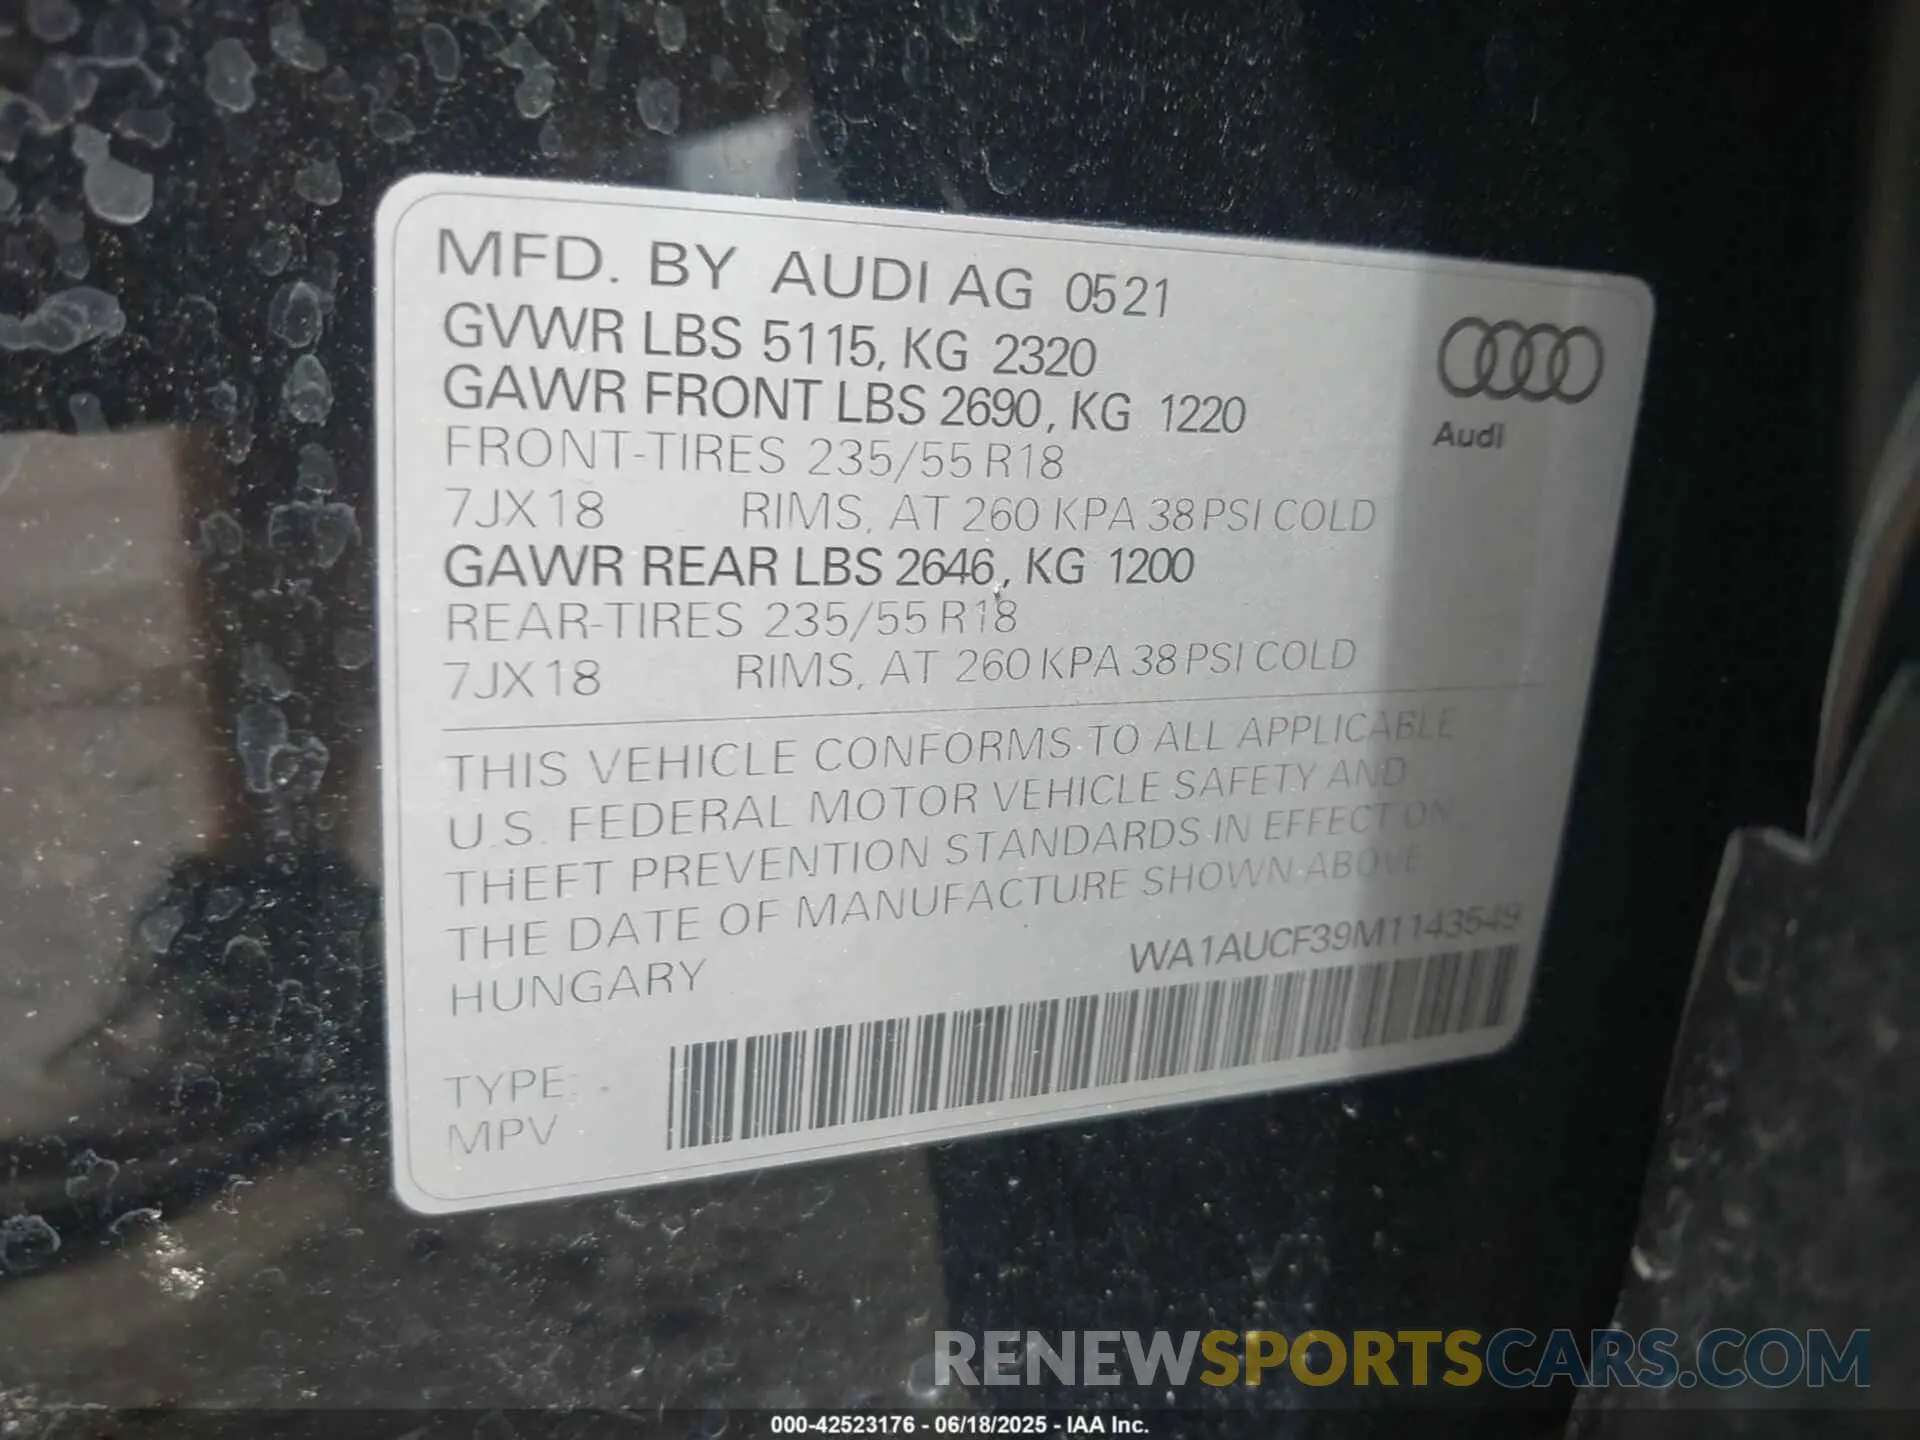 MFD. BY AUDI AG 0521
GVWR LBS 5115, KG 2320
GAWR FRONT LBS 2690, KG 1220
FRONT-TIRES 235/55 R18
7JX18 RIMS, AT 260 KPA 38 PSI COLD
GAWR REAR LBS 2646, KG 1200
REAR-TIRES 235/55 R18
7JX18 RIMS, AT 260 KPA 38 PSI COLD
Audi
THIS VEHICLE CONFORMS TO ALL APPLICABLE
U.S. FEDERAL MOTOR VEHICLE SAFETY AND
THEFT PREVENTION STANDARDS IN EFFECT ON
THE DATE OF MANUFACTURE SHOWN ABOVE
HUNGARY
WA1AUCF39M1143549
TYPE:
MPV
RENEWSPORTSCARS.COM
000-42523176 - 06/18/2025 - IAA Inc.